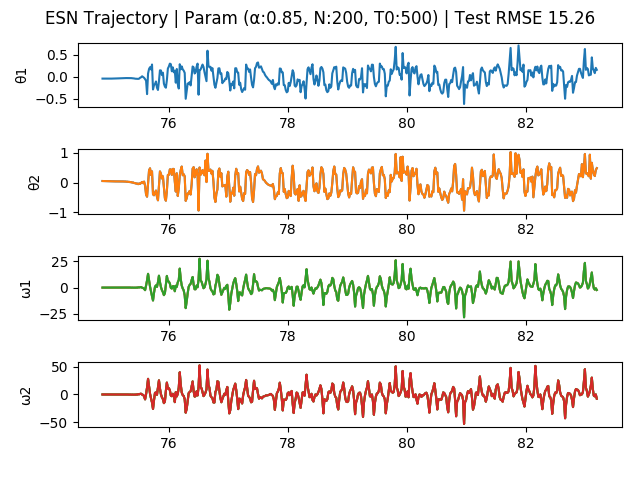 ESN Trajectory | Param (α:0.85, N:200, T0:500) | Test RMSE 15.26
θ1
0.5
0.0
−0.5
76 78 80 82
θ2
1
0
−1
76 78 80 82
ω1
25
0
−25
76 78 80 82
ω2
50
0
−50
76 78 80 82